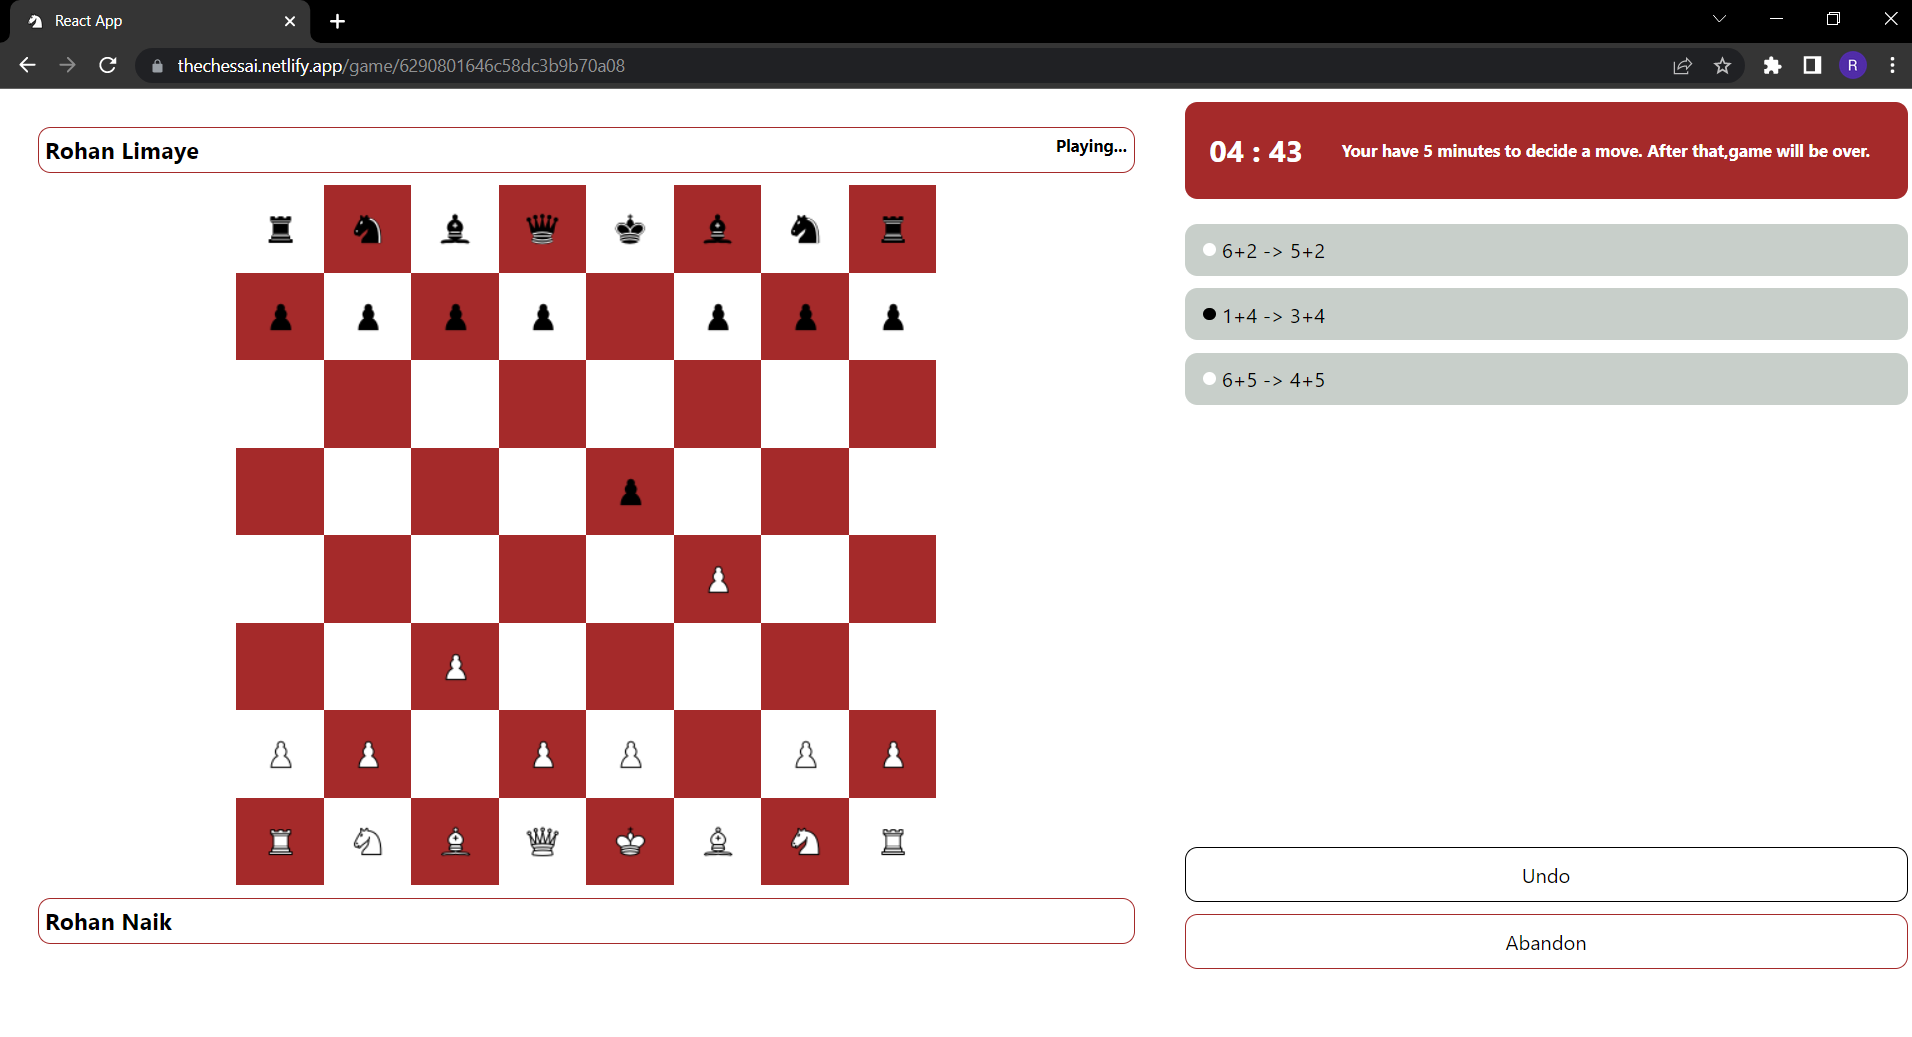 React App
thechessai.netlify.app/game/6290801646c58dc3b9b70a08
R
Rohan Limaye
Playing...
04 : 43
Your have 5 minutes to decide a move. After that,game will be over.
6+2 -> 5+2
1+4 -> 3+4
6+5 -> 4+5
Undo
Rohan Naik
Abandon